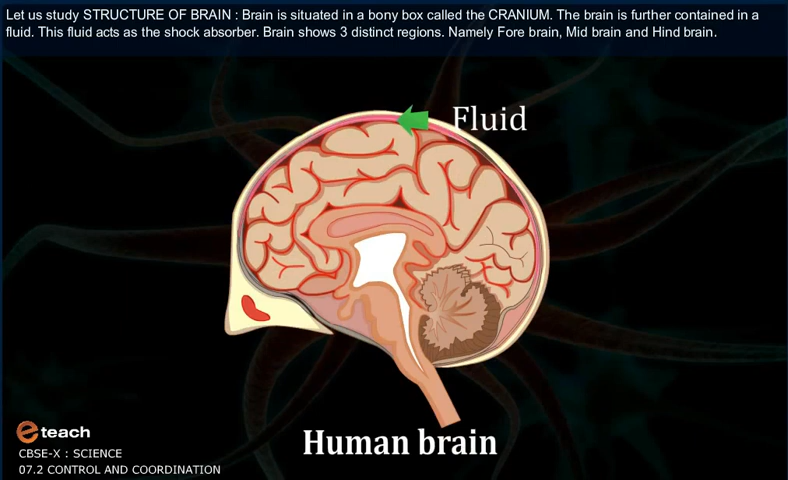 Let us study STRUCTURE OF BRAIN : Brain is situated in a bony box called the CRANIUM. The brain is further contained in a
fluid. This fluid acts as the shock absorber. Brain shows 3 distinct regions. Namely Fore brain, Mid brain and Hind brain.
Fluid
Human brain
e teach
CBSE-X : SCIENCE
07.2 CONTROL AND COORDINATION